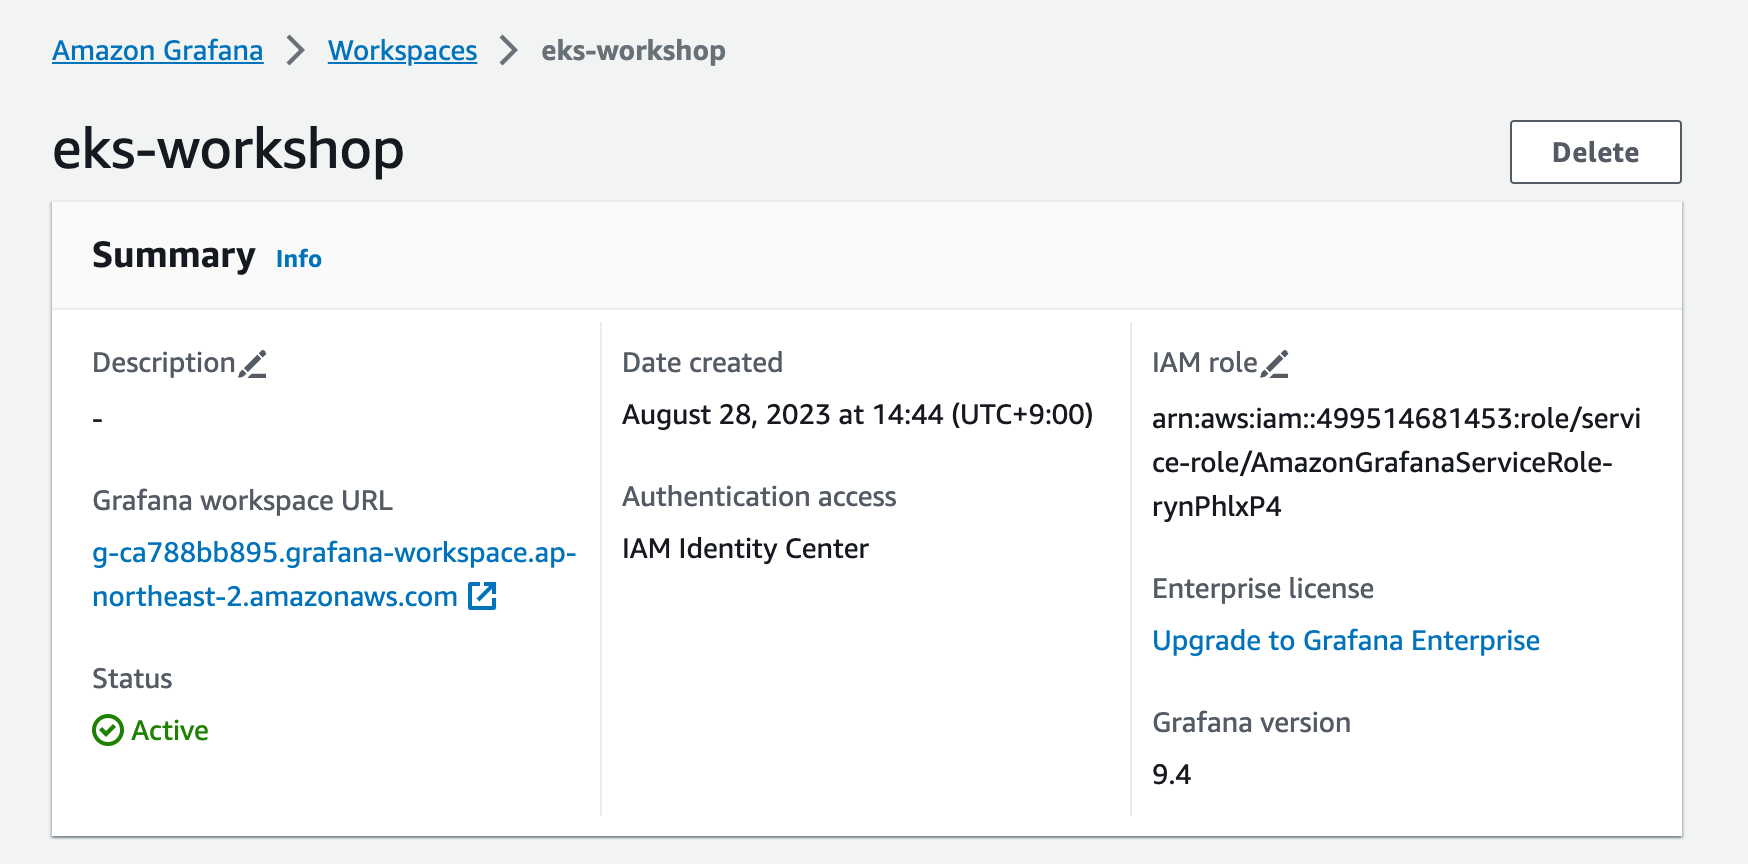 Amazon Grafana > Workspaces > eks-workshop
eks-workshop
Delete
Summary Info
Description
-
Grafana workspace URL
g-ca788bb895.grafana-workspace.ap-
northeast-2.amazonaws.com
Status
Active
Date created
August 28, 2023 at 14:44 (UTC+9:00)
Authentication access
IAM Identity Center
IAM role
arn:aws:iam::499514681453:role/servi
ce-role/AmazonGrafanaServiceRole-
rynPhlxP4
Enterprise license
Upgrade to Grafana Enterprise
Grafana version
9.4